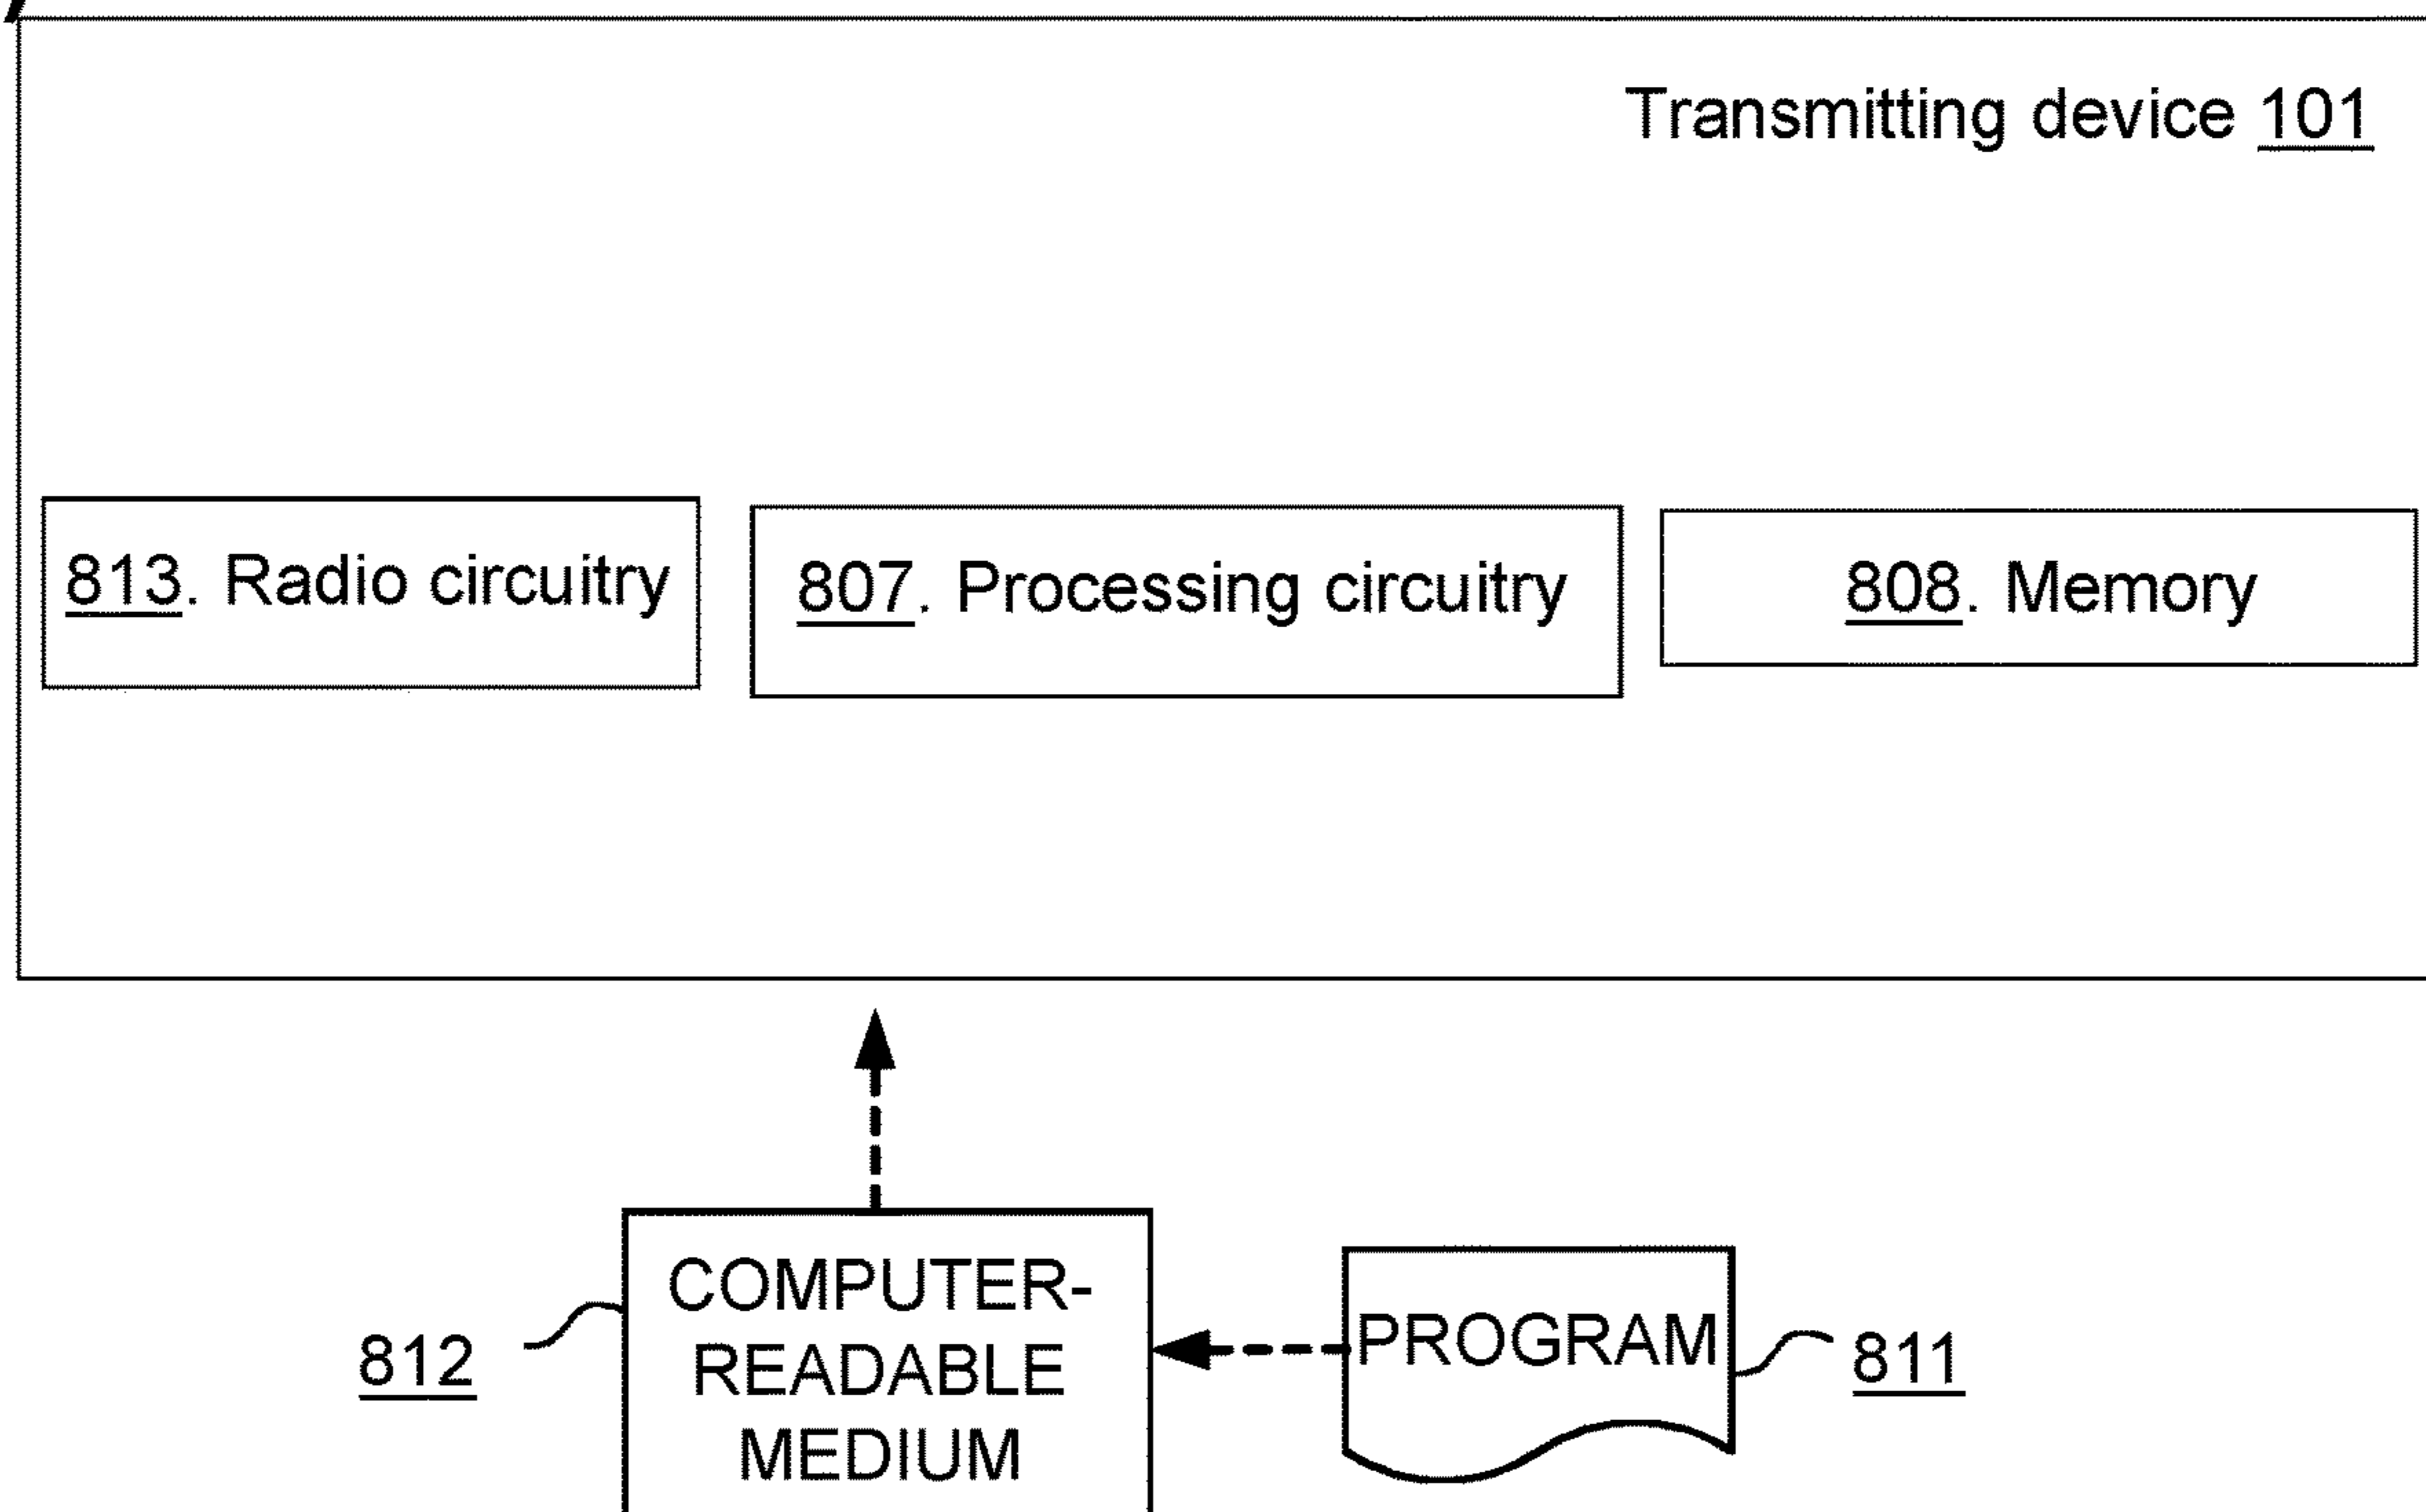 Transmitting device 101
813. Radio circuitry
807. Processing circuitry
808. Memory
812
COMPUTER-
READABLE
MEDIUM
PROGRAM
811